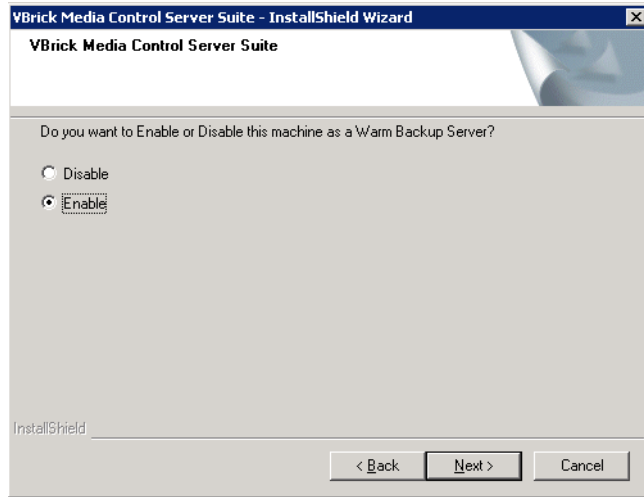 VBrick Media Control Server Suite - InstallShield Wizard
VBrick Media Control Server Suite
Do you want to Enable or Disable this machine as a Warm Backup Server?
Disable
Enable
InstallShield
< Back Next > Cancel